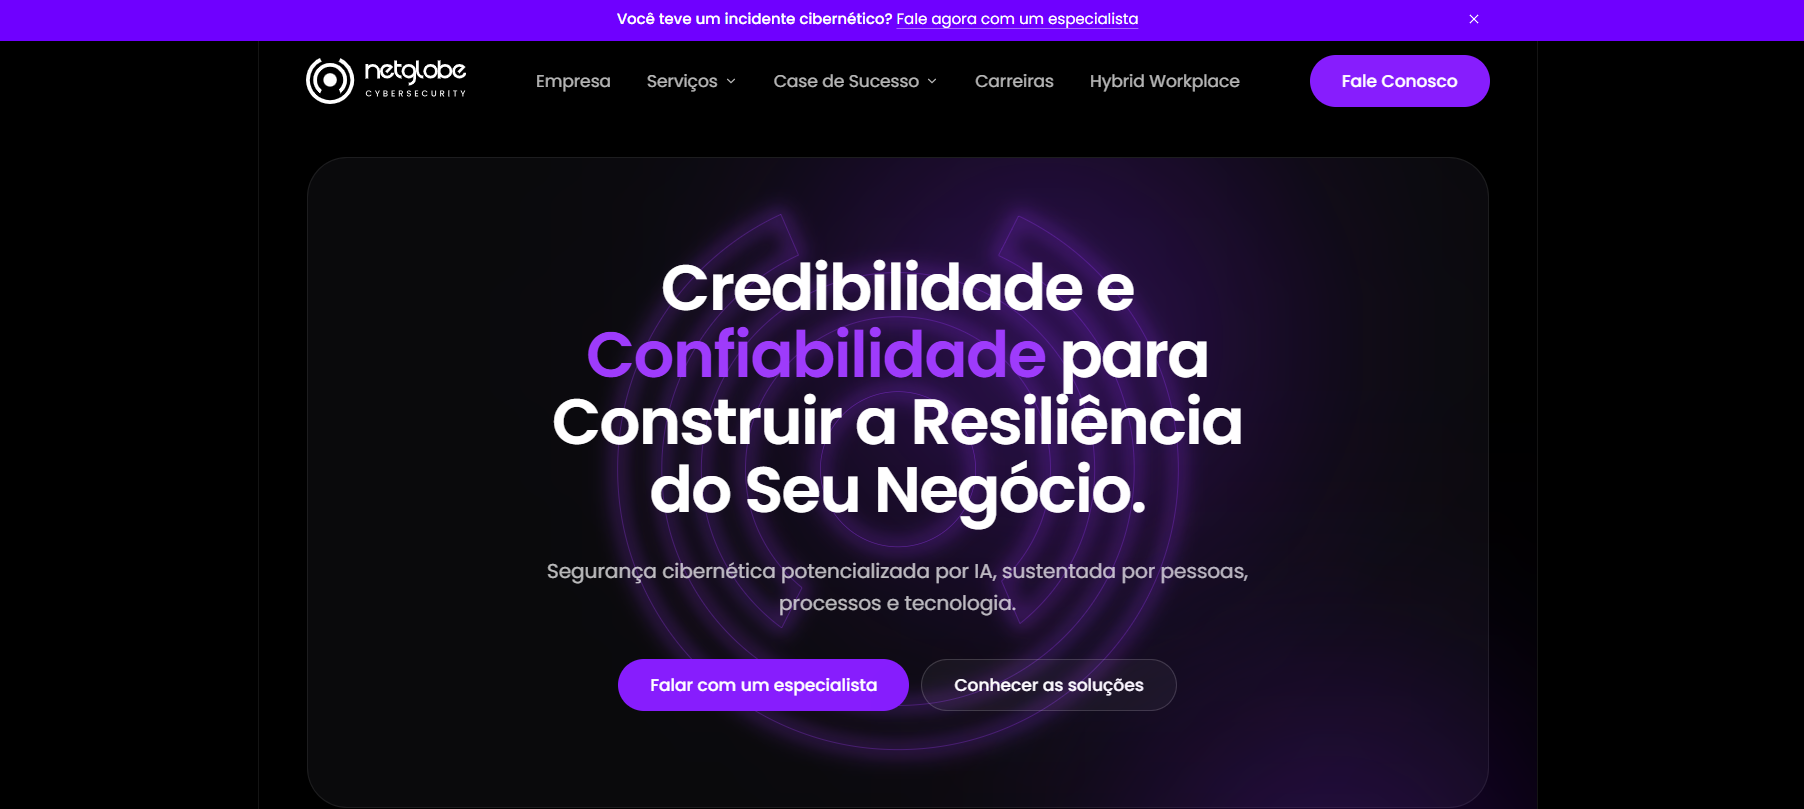 Você teve um incidente cibernético? Fale agora com um especialista
netglobe
CYBERSECURITY
Empresa
Serviços
Case de Sucesso
Carreiras
Hybrid Workplace
Fale Conosco
Credibilidade e
Confiabilidade para
Construir a Resiliência
do Seu Negócio.
Segurança cibernética potencializada por IA, sustentada por pessoas,
processos e tecnologia.
Falar com um especialista
Conhecer as soluções